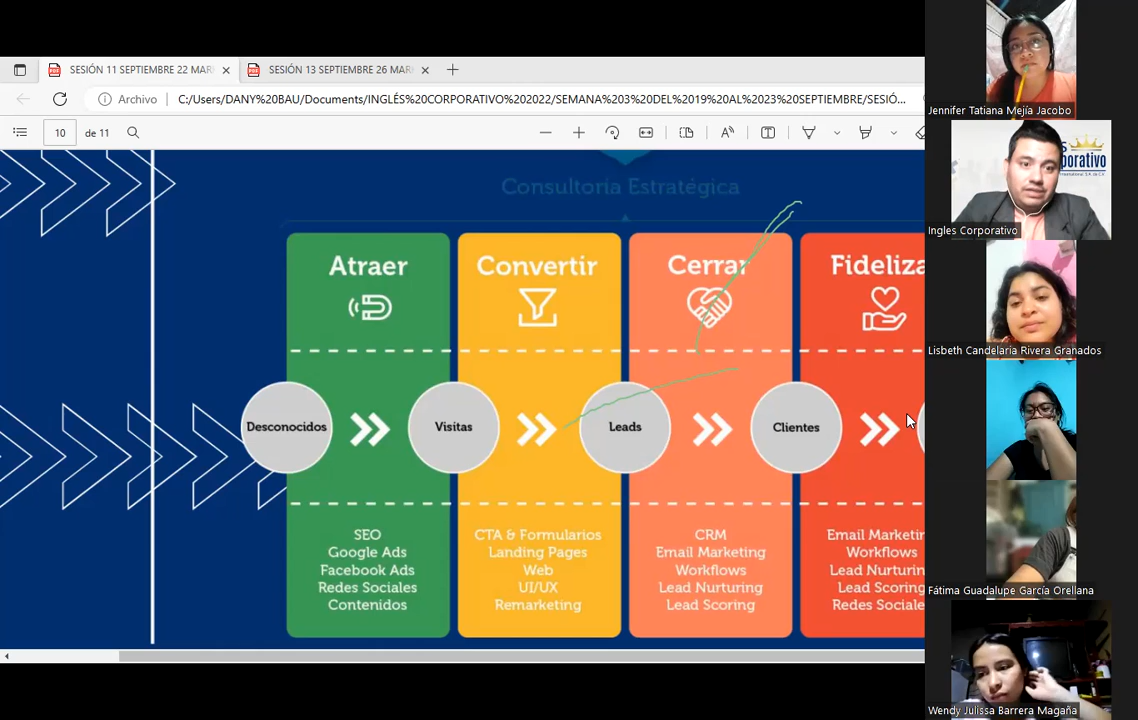 SESIÓN 11 SEPTIEMBRE 22 MAR
SESIÓN 13 SEPTIEMBRE 26 MAR
Archivo
C:/Users/DANY%20BAU/Documents/INGLÉS%20CORPORATIVO%202022/SEMANA%203%20DEL%2019%20AL%2023%20SEPTIEMBRE/SESIÓ...
10 de 11
Consultoría Estratégica
Atraer
Convertir
Cerrar
Fideliza
Desconocidos
Visitas
Leads
Clientes
SEO
Google Ads
Facebook Ads
Redes Sociales
Contenidos
CTA & Formularios
Landing Pages
Web
UI/UX
Remarketing
CRM
Email Marketing
Workflows
Lead Nurturing
Lead Scoring
Email Marketin
Workflows
Lead Nurturin
Lead Scoring
Redes Sociale
Jennifer Tatiana Mejía Jacobo
s
porativo
Ingles Corporativo
Lisbeth Candelaria Rivera Granados
Fátima Guadalupe García Orellana
Wendy Julissa Barrera Magaña